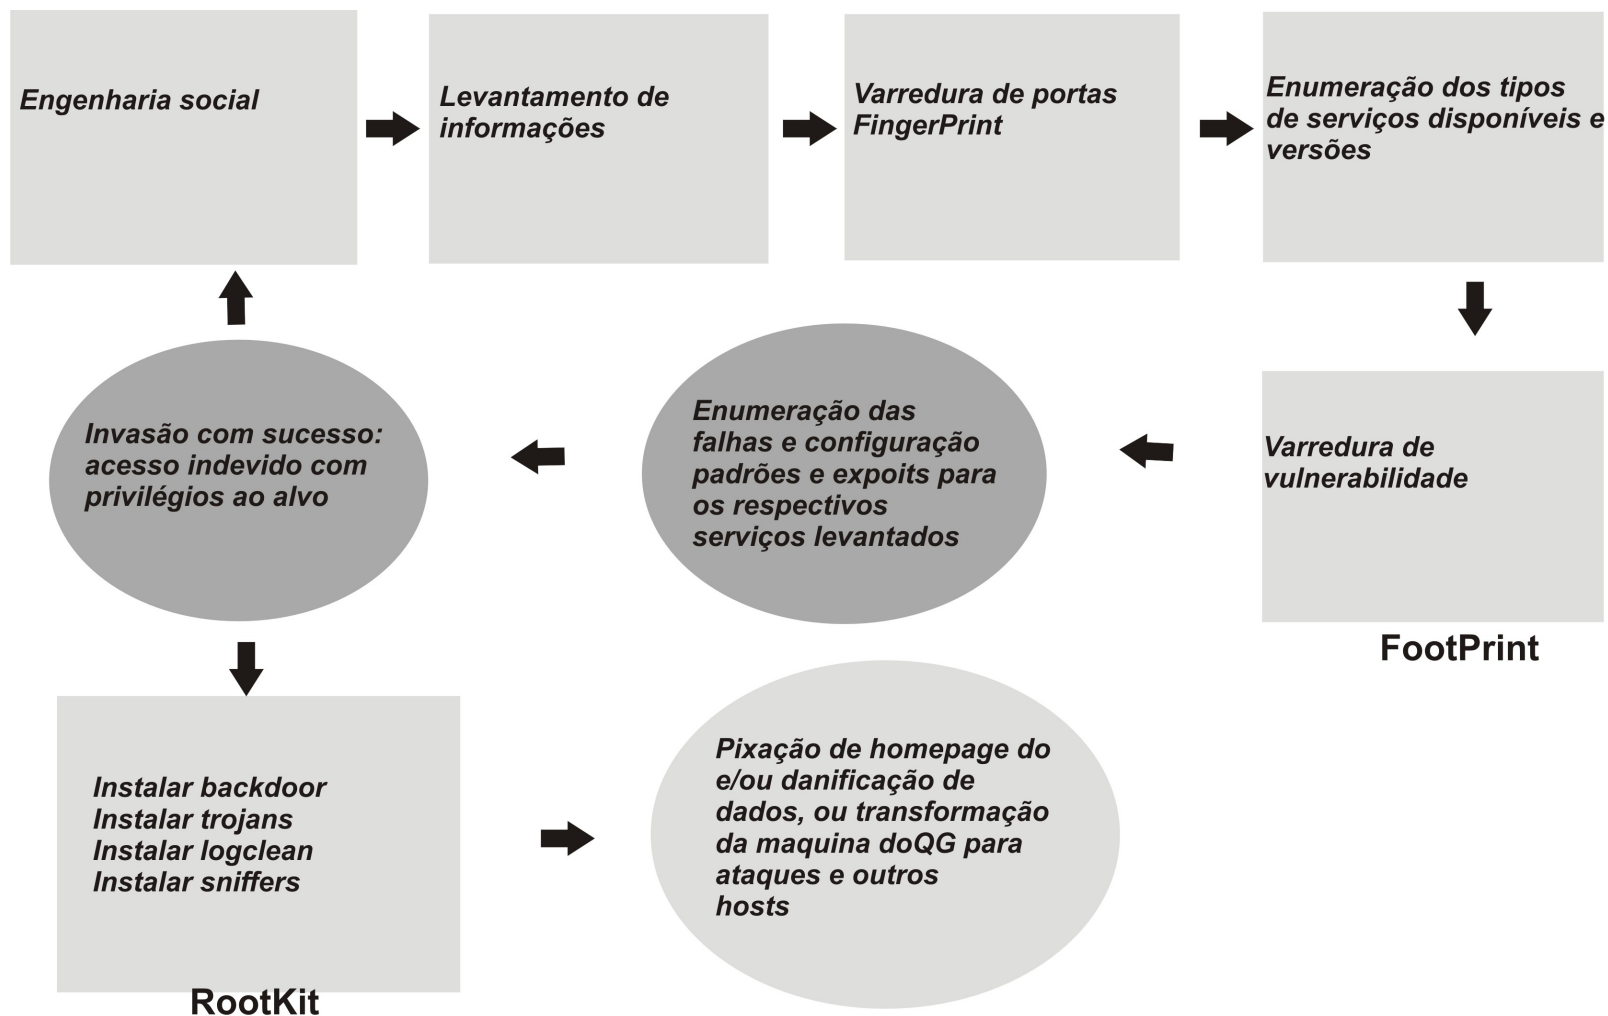 Engenharia social
Levantamento de
informações
Varredura de portas
FingerPrint
Enumeração dos tipos
de serviços disponíveis e
versões
Varredura de
vulnerabilidade
FootPrint
Enumeração das
falhas e configuração
padrões e expoits para
os respectivos
serviços levantados
Invasão com sucesso:
acesso indevido com
privilégios ao alvo
Instalar backdoor
Instalar trojans
Instalar logclean
Instalar sniffers
RootKit
Pixação de homepage do
e/ou danificação de
dados, ou transformação
da maquina doQG para
ataques e outros
hosts